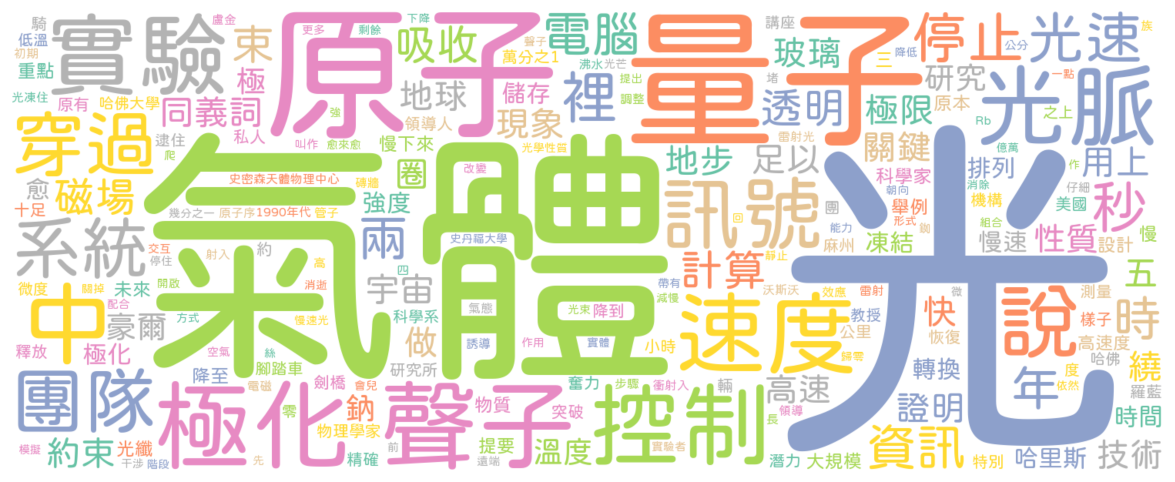 騎
盧金
低溫
初期
重點
實驗
束
極
原子
更多
下降
剩餘
吸收
聲子
電腦
萬分之1
沸水
光芒
量子
講座
堵
玻璃
停止
三
降低
公分
光速
族
光凍住
原有
哈佛大學
同義詞
地球
儲存
裡
提出
調整
透明
極限
研究
原本
Rb
一點
之上
光脈
穿過
逮住
爬
私人
叫作
強
愈來愈
慢下來
領導人
現象
光學性質
雷射光
關鍵
億萬
作
用上
愈
十足
磁場
史密森天體物理中心
卷
改變
磚牆
氣體
地步
足以
科學家
朝向
排列
消除
機構
仔細
美國
慢
幾分之一
原子序
1990年代
聲子
強度
訊號
團
舉例
形式
能力
組合
銣
秒
系統
交互
停住
射入
約
高
兩
史丹福大學
麻州
凍結
回
靜止
慢速
性質
設計
五
微度
關掉
開啟
未來
消逝
四
宇宙
氣態
光束
降到
帶有
減慢
計算
沃斯沃
效應
雷射
微
光
說
測量
時
中
豪爾
配合
方式
慢速光
科學系
做
誘導
作用
實體
小時
速度
教授
公里
快
恢復
樣子
高速度
繞
釋放
極化
空氣
絲
腳踏車
研究所
奮力
步驟
衝射入
輛
歸零
高速
轉換
哈佛
度
依然
羅藍
團隊
降至
電磁
零
劍橋
會兒
鈉
物質
突破
控制
長
領導
證明
年
時間
模擬
約束
光纖
干涉
階段
極化
先
物理學家
精確
前
聲子
提要
遠端
溫度
實驗者
潛力
大規模
資訊
特別
哈里斯
技術